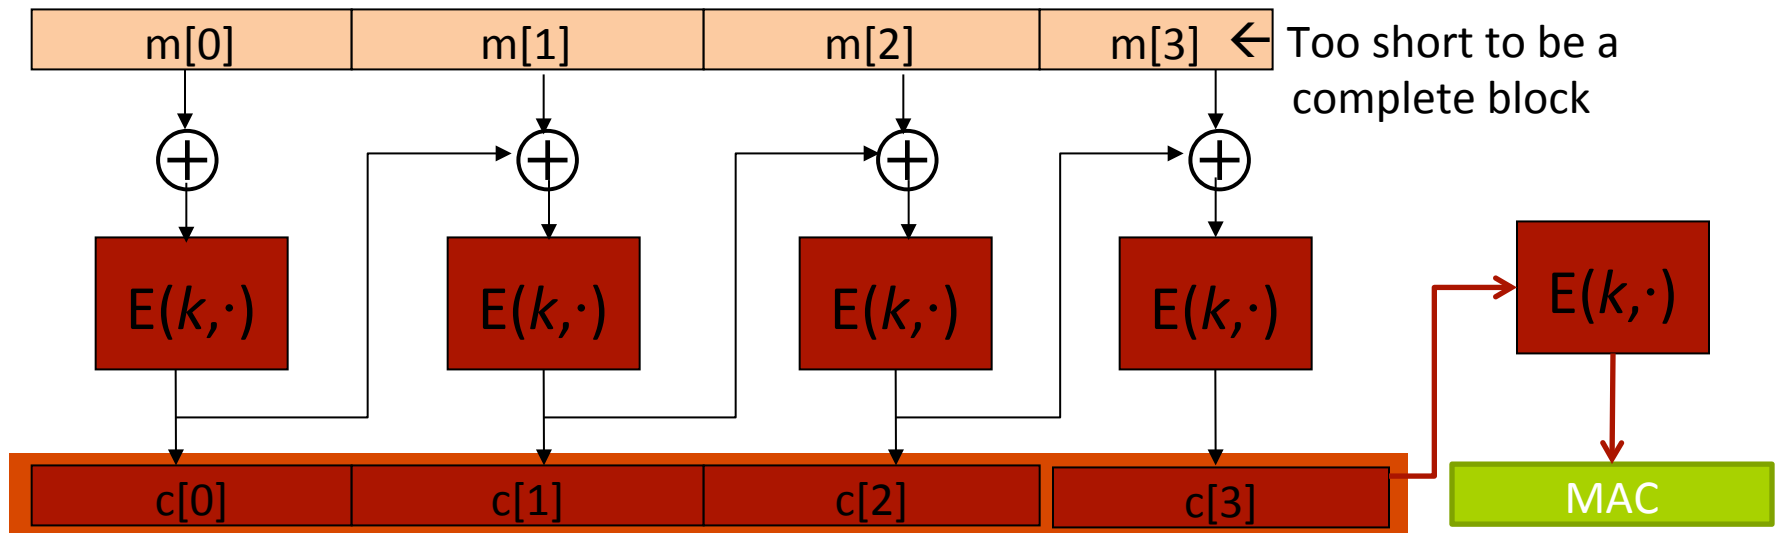 m[0] m[1] m[2] m[3] ← Too short to be a
complete block
E(k,·) E(k,·) E(k,·) E(k,·) E(k,·)
c[0] c[1] c[2] c[3] MAC